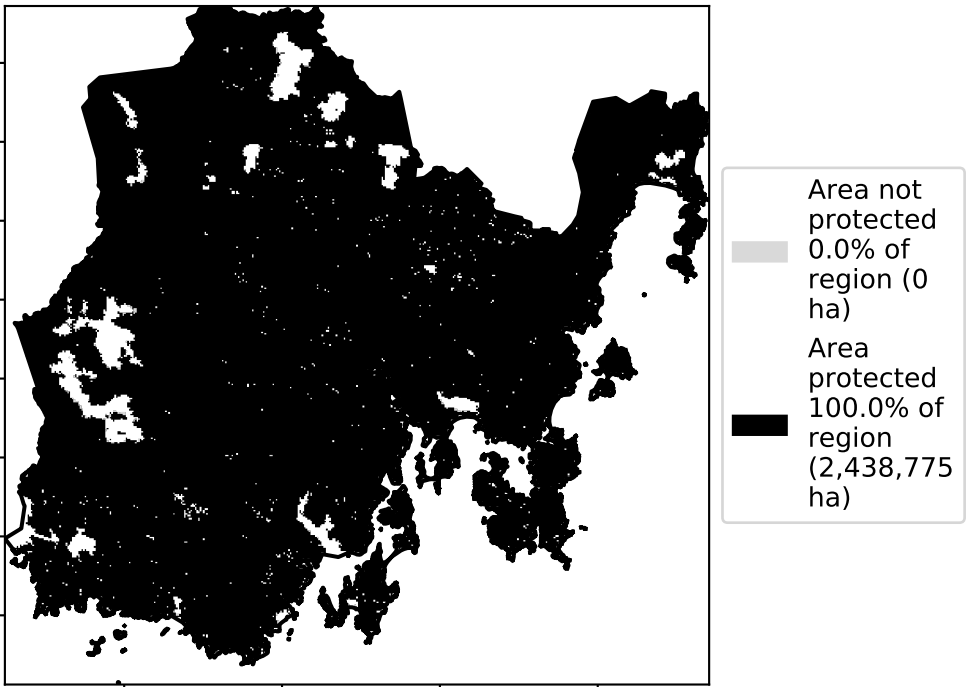 Area not
protected
0.0% of
region (0
ha)
Area
protected
100.0% of
region
(2,438,775
ha)